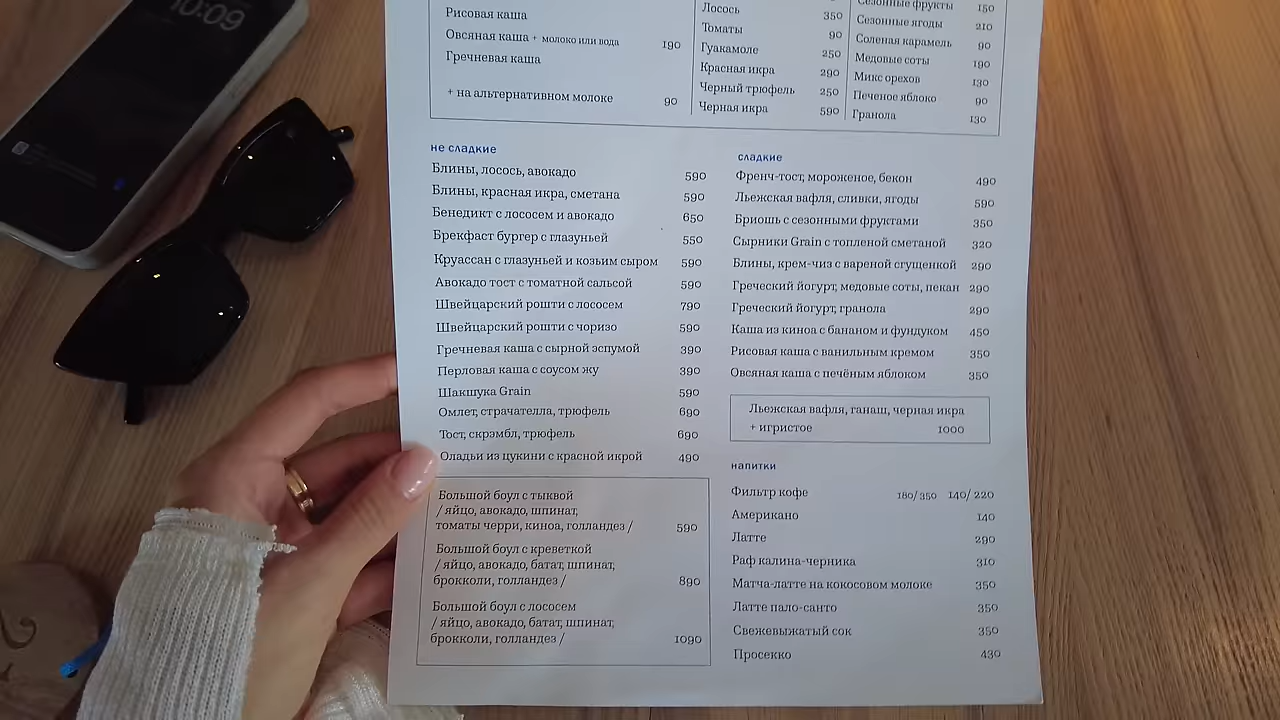 10:09
Рисовая каша
Овсяная каша + молоко или вода 190
Гречневая каша
+ на альтернативном молоке 90
Лосось 350
Томаты 90
Гуакамоле 250
Красная икра 290
Черный трюфель 250
Черная икра 590
Сезонные фрукты 150
Сезонные ягоды 210
Соленая карамель 90
Медовые соты 190
Микс орехов 130
Печеное яблоко 90
Гранола 130
не сладкие
Блины, лосось, авокадо 590
Блины, красная икра, сметана 590
Бенедикт с лососем и авокадо 650
Брекфаст бургер с глазуньей 550
Круассан с глазуньей и козьим сыром 590
Авокадо тост с томатной сальсой 590
Швейцарский рошти с лососем 790
Швейцарский рошти с чоризо 590
Гречневая каша с сырной эспумой 390
Перловая каша с соусом жу 390
Шакшука Grain 590
Омлет, страчателла, трюфель 690
Тост, скрэмбл, трюфель 690
Оладьи из цукини с красной икрой 490
Большой боул с тыквой
/ яйцо, авокадо, шпинат,
томаты черри, киноа, голландез / 590
Большой боул с креветкой
/ яйцо, авокадо, батат, шпинат,
брокколи, голландез / 890
Большой боул с лососем
/ яйцо, авокадо, батат, шпинат,
брокколи, голландез / 1090
сладкие
Френч-тост, мороженое, бекон 490
Льежская вафля, сливки, ягоды 590
Бриошь с сезонными фруктами 350
Сырники Grain с топленой сметаной 320
Блины, крем-чиз с вареной сгущенкой 290
Греческий йогурт, медовые соты, пекан 290
Греческий йогурт, гранола 290
Каша из киноа с бананом и фундуком 450
Рисовая каша с ванильным кремом 350
Овсяная каша с печёным яблоком 350
Льежская вафля, ганаш, черная икра
+ игристое 1000
напитки
Фильтр кофе 180/350 140/220
Американо 140
Латте 290
Раф калина-черника 310
Матча-латте на кокосовом молоке 350
Латте пало-санто 350
Свежевыжатый сок 350
Просекко 430